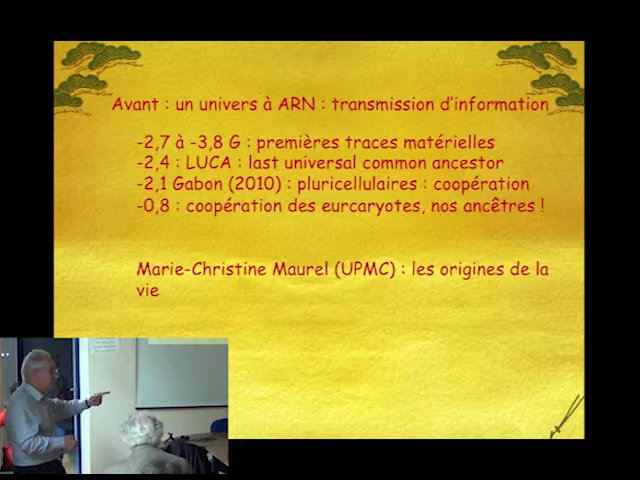 Avant : un univers à ARN : transmission d'information
-2,7 à -3,8 G : premières traces matérielles
-2,4 : LUCA : last universal common ancestor
-2,1 Gabon (2010) : pluricellulaires : coopération
-0,8 : coopération des eurcaryotes, nos ancêtres !
Marie-Christine Maurel (UPMC) : les origines de la
vie